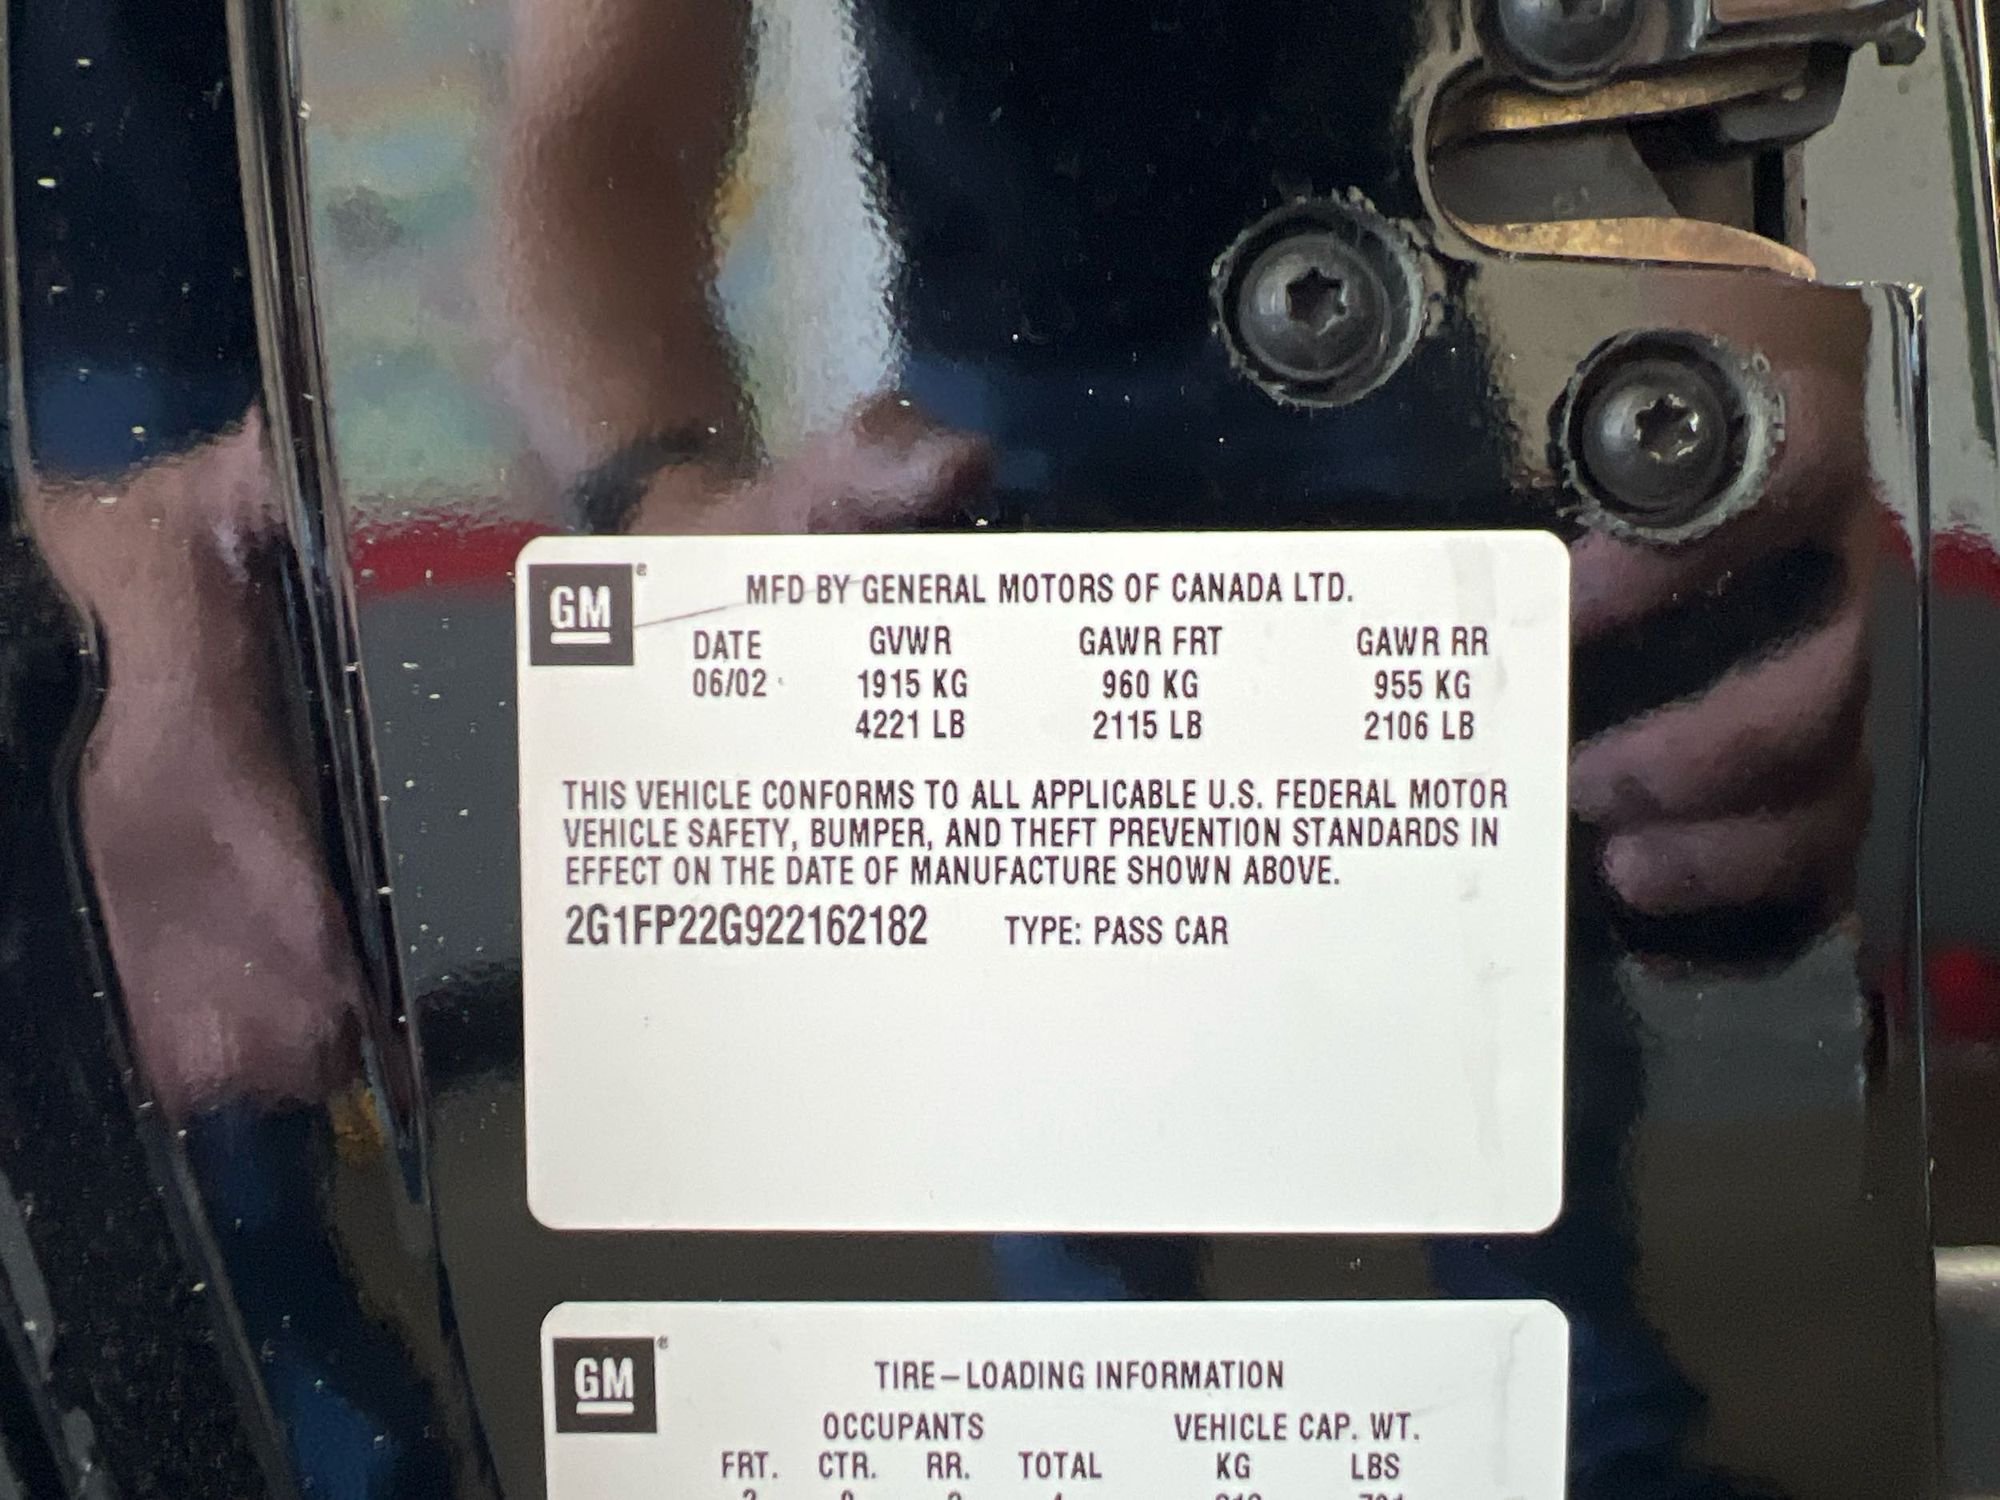 GM
MFD BY GENERAL MOTORS OF CANADA LTD.
DATE GVWR GAWR FRT GAWR RR
06/02 1915 KG 960 KG 955 KG
4221 LB 2115 LB 2106 LB
THIS VEHICLE CONFORMS TO ALL APPLICABLE U.S. FEDERAL MOTOR
VEHICLE SAFETY, BUMPER, AND THEFT PREVENTION STANDARDS IN
EFFECT ON THE DATE OF MANUFACTURE SHOWN ABOVE.
2G1FP22G922162182 TYPE: PASS CAR
GM
TIRE-LOADING INFORMATION
OCCUPANTS VEHICLE CAP. WT.
FRT. CTR. RR. TOTAL KG LBS